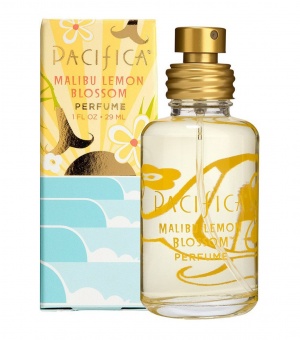 PACIFICA
MALIBU LEMON
BLOSSOM
PERFUME
1 FL OZ • 29 ML
PACIFICA
MALIBU LEMON
BLOSSOM
PERFUME